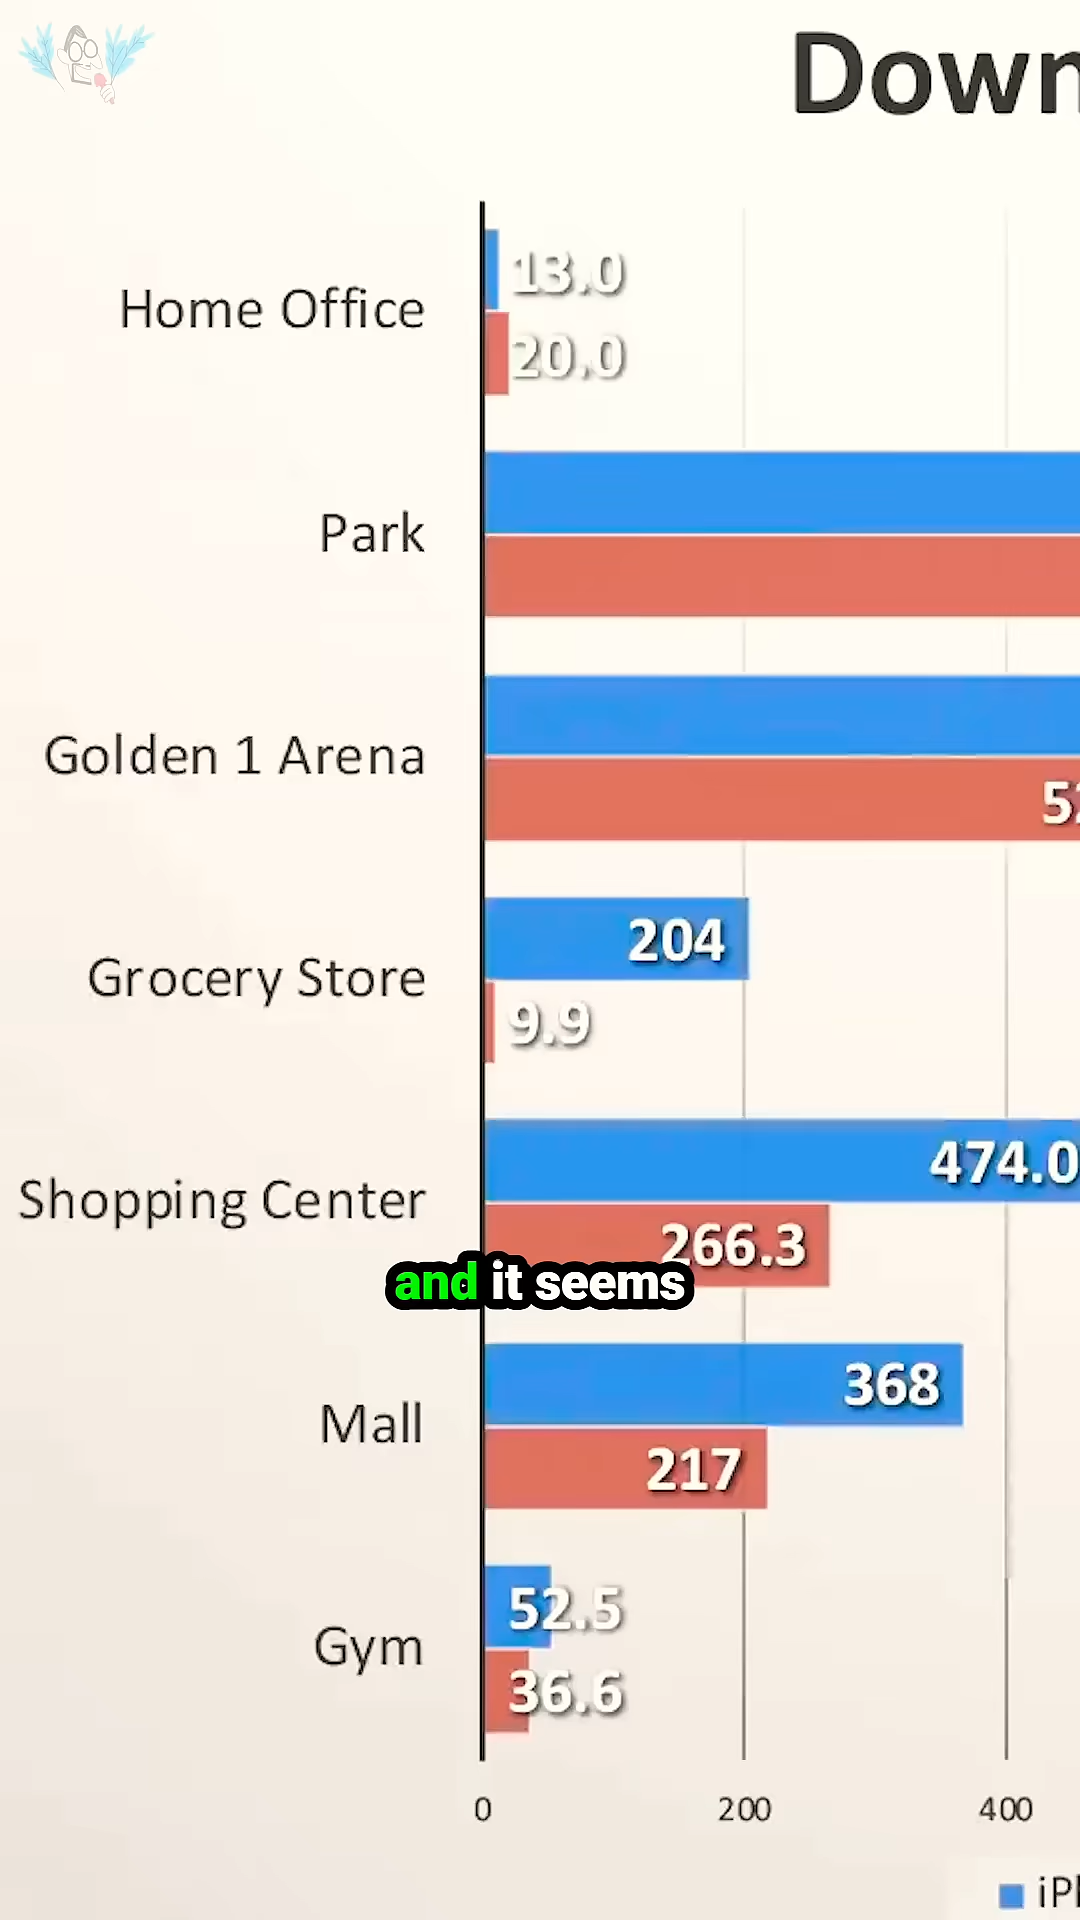 Home Office
13.0
20.0
Park
Golden 1 Arena
Grocery Store
204
9.9
Shopping Center
474.0
266.3
and it seems
Mall
368
217
Gym
52.5
36.6
0
200
400